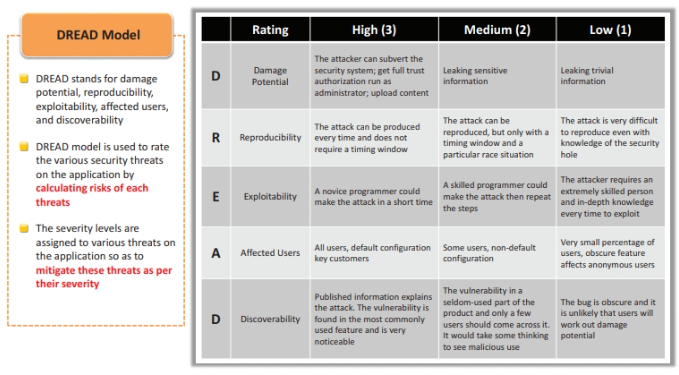 DREAD Model
DREAD stands for damage
potential, reproducibility,
exploitability, affected users,
and discoverability
DREAD model is used to rate
the various security threats
on the application by
calculating risks of each
threats
The severity levels are
assigned to various threats on
the application so as to
mitigate these threats as per
their severity
Rating High (3) Medium (2) Low (1)
D
Damage
Potential
The attacker can subvert the
security system; get full trust
authorization run as
administrator; upload content
Leaking sensitive
information
Leaking trivial
information
R
Reproducibility
The attack can be produced
every time and does not
require a timing window
The attack can be
reproduced, but only with a
timing window and a
particular race situation
The attack is very difficult
to reproduce even with
knowledge of the security
hole
E
Exploitability
A novice programmer could
make the attack in a short time
A skilled programmer could
make the attack then repeat
the steps
The attacker requires an
extremely skilled person
and in-depth knowledge
every time to exploit
A
Affected Users
All users, default configuration
key customers
Some users, non-default
configuration
Very small percentage of
users, obscure feature
affects anonymous users
D
Discoverability
Published information explains
the attack. The vulnerability is
found in the most commonly
used feature and is very
noticeable
The vulnerability in a
seldom-used part of the
product and only a few
users should come across it.
It would take some thinking
to see malicious use
The bug is obscure and it
is unlikely that users will
work out damage
potential